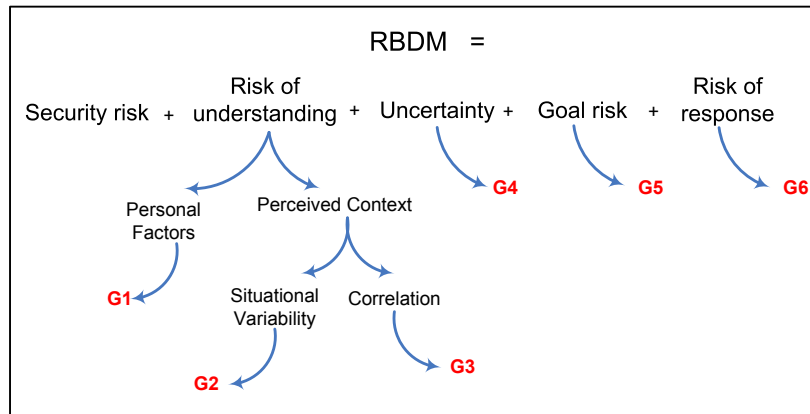 RBDM =
Security risk + Risk of understanding + Uncertainty + Goal risk + Risk of response
G4
G5
G6
Personal
Factors
Perceived Context
G1
Situational
Variability
Correlation
G2
G3